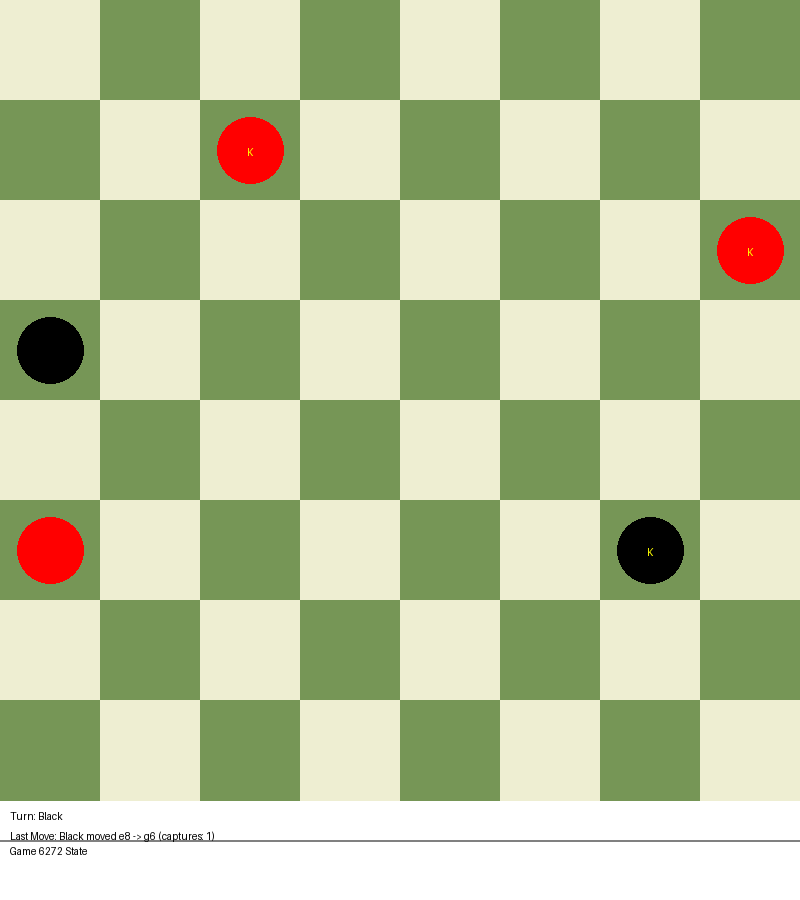 K
K
K
Turn: Black
Last Move: Black moved e8 -> g6 (captures: 1)
Game 6272 State